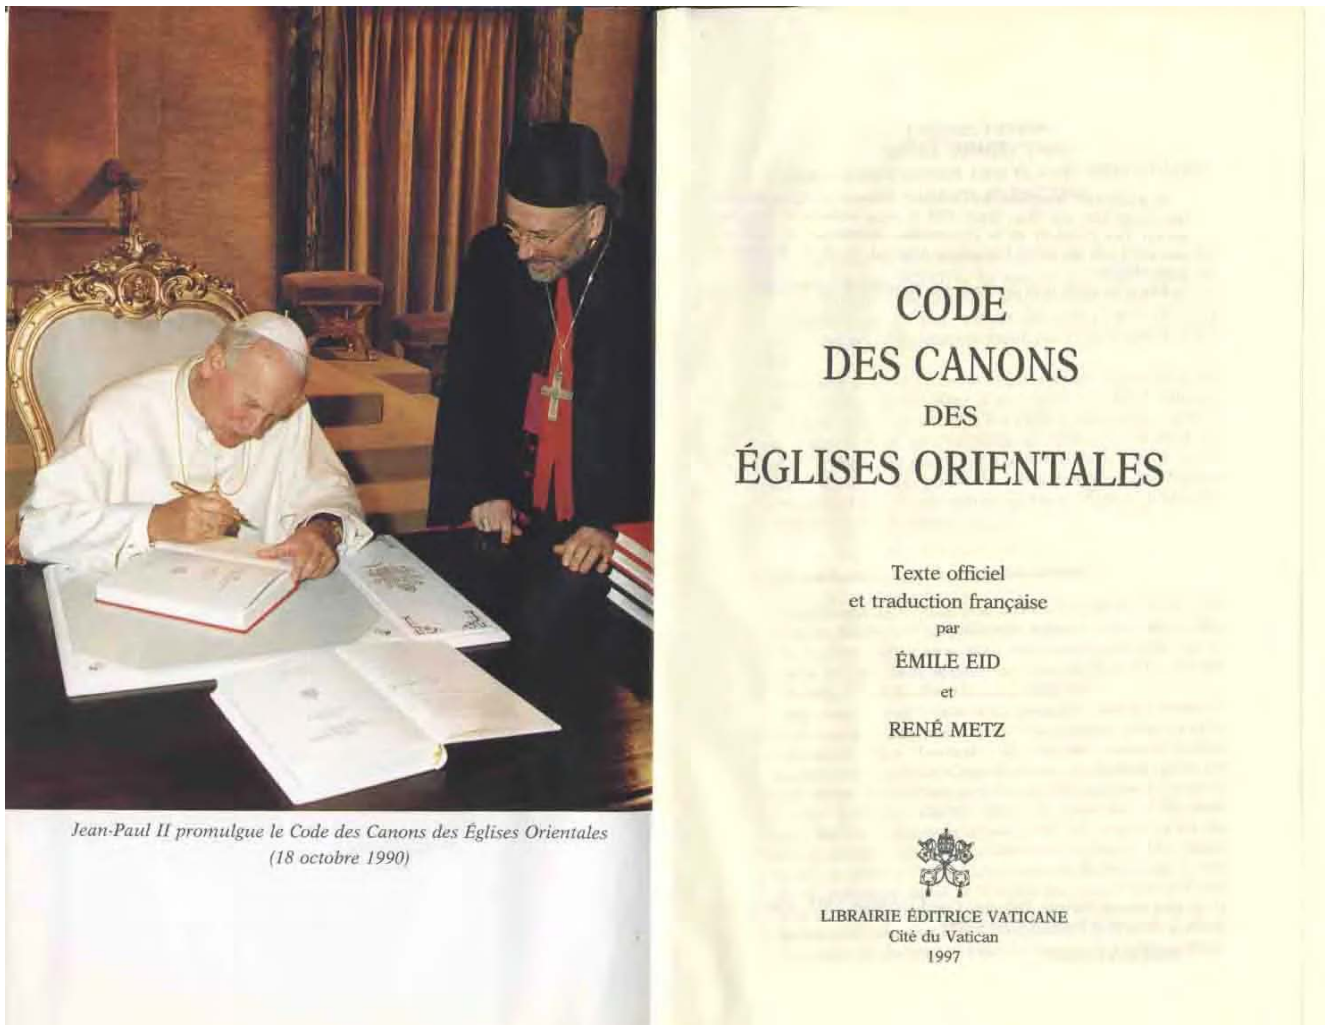 Jean-Paul II promulgue le Code des Canons des Églises Orientales
(18 octobre 1990)
CODE
DES CANONS
DES
ÉGLISES ORIENTALES
Texte officiel
et traduction française
par
ÉMILE EID
et
RENÉ METZ
LIBRAIRIE ÉDITRICE VATICANE
Cité du Vatican
1997